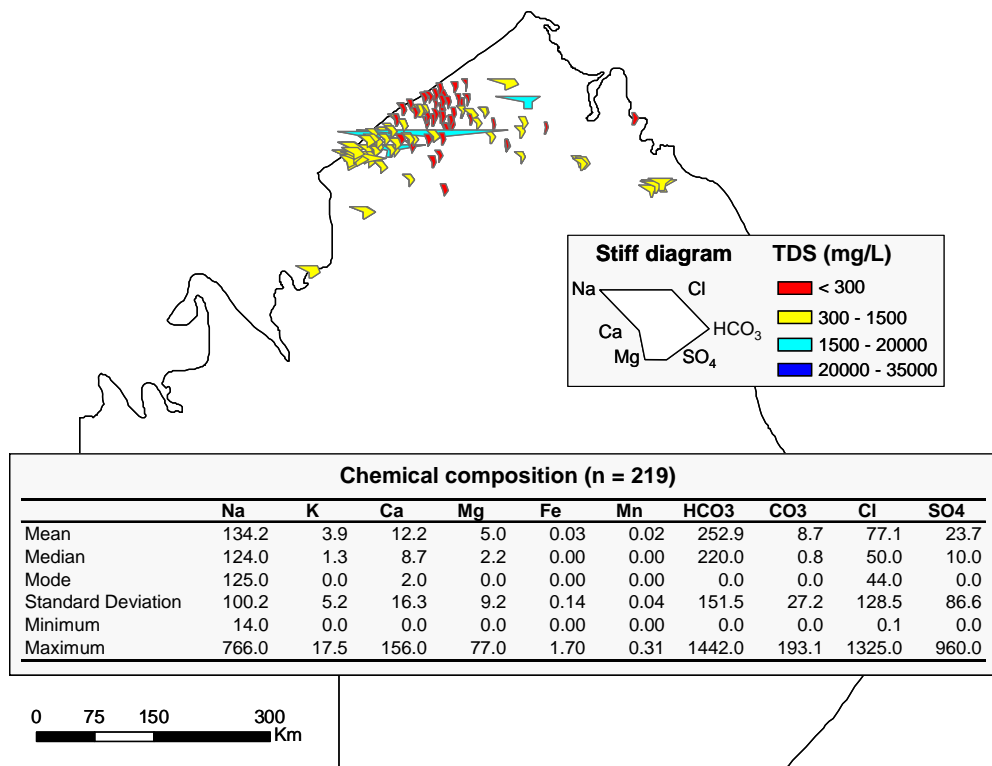 Stiff diagram
TDS (mg/L)
Na
Cl
Ca
HCO3
Mg
SO4
< 300
300 - 1500
1500 - 20000
20000 - 35000
Chemical composition (n = 219)
Na K Ca Mg Fe Mn HCO3 CO3 Cl SO4
Mean 134.2 3.9 12.2 5.0 0.03 0.02 252.9 8.7 77.1 23.7
Median 124.0 1.3 8.7 2.2 0.00 0.00 220.0 0.8 50.0 10.0
Mode 125.0 0.0 2.0 0.0 0.00 0.00 0.0 0.0 44.0 0.0
Standard Deviation 100.2 5.2 16.3 9.2 0.14 0.04 151.5 27.2 128.5 86.6
Minimum 14.0 0.0 0.0 0.0 0.00 0.00 0.0 0.0 0.1 0.0
Maximum 766.0 17.5 156.0 77.0 1.70 0.31 1442.0 193.1 1325.0 960.0
0 75 150 300
Km